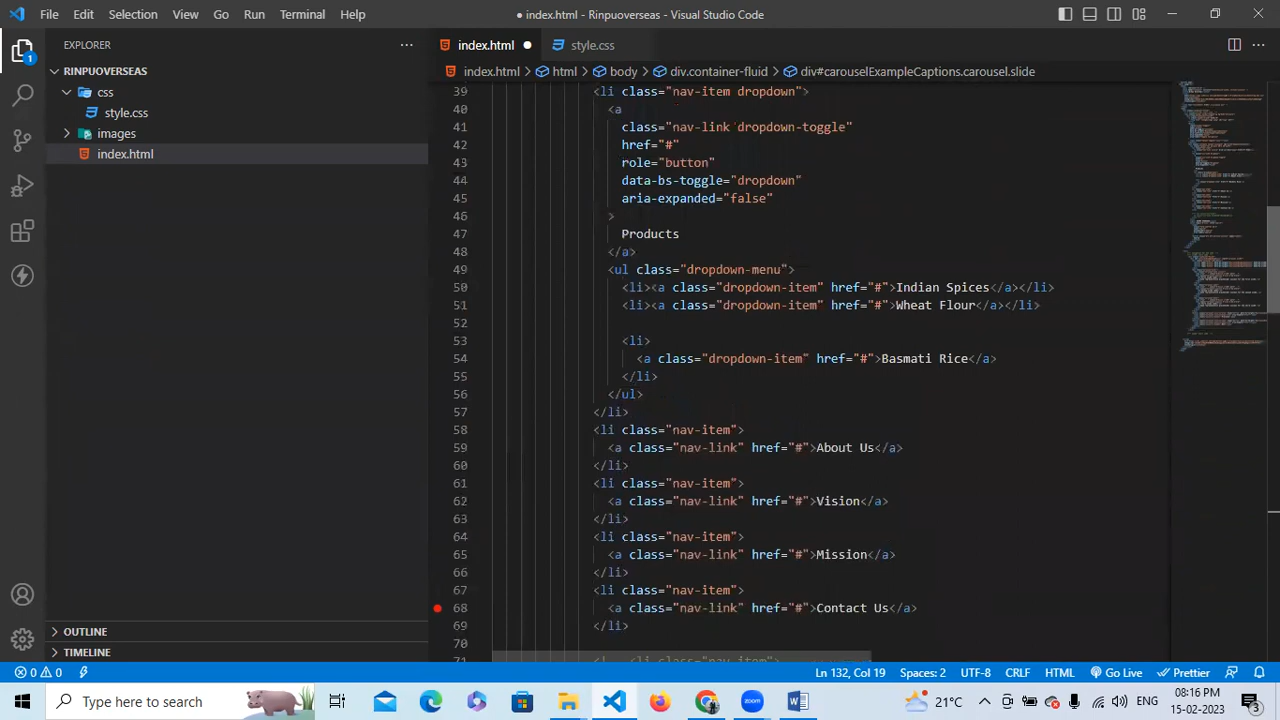 File Edit Selection View Go Run Terminal Help
● index.html - Rinpuoverseas - Visual Studio Code
EXPLORER
RINPUOVERSEAS
css
style.css
images
index.html
OUTLINE
TIMELINE
1
index.html ● style.css
index.html > html > body > div.container-fluid > div#carouselExampleCaptions.carousel.slide
39 <li class="nav-item dropdown">
40 <a
41 class="nav-link dropdown-toggle"
42 href="#"
43 role="button"
44 data-bs-toggle="dropdown"
45 aria-expanded="false"
46 >
47 Products
48 </a>
49 <ul class="dropdown-menu">
50 <li><a class="dropdown-item" href="#">Indian Spices</a></li>
51 <li><a class="dropdown-item" href="#">Wheat Flour</a></li>
52
53 <li>
54 <a class="dropdown-item" href="#">Basmati Rice</a>
55 </li>
56 </ul>
57 </li>
58 <li class="nav-item">
59 <a class="nav-link" href="#">About Us</a>
60 </li>
61 <li class="nav-item">
62 <a class="nav-link" href="#">Vision</a>
63 </li>
64 <li class="nav-item">
65 <a class="nav-link" href="#">Mission</a>
66 </li>
67 <li class="nav-item">
68 <a class="nav-link" href="#">Contact Us</a>
69 </li>
70
71 <!-- <li class="nav-item">
0 0 Ln 132, Col 19 Spaces: 2 UTF-8 CRLF HTML Go Live Prettier
Type here to search
zoom
21°C
ENG
08:16 PM
15-02-2023
3